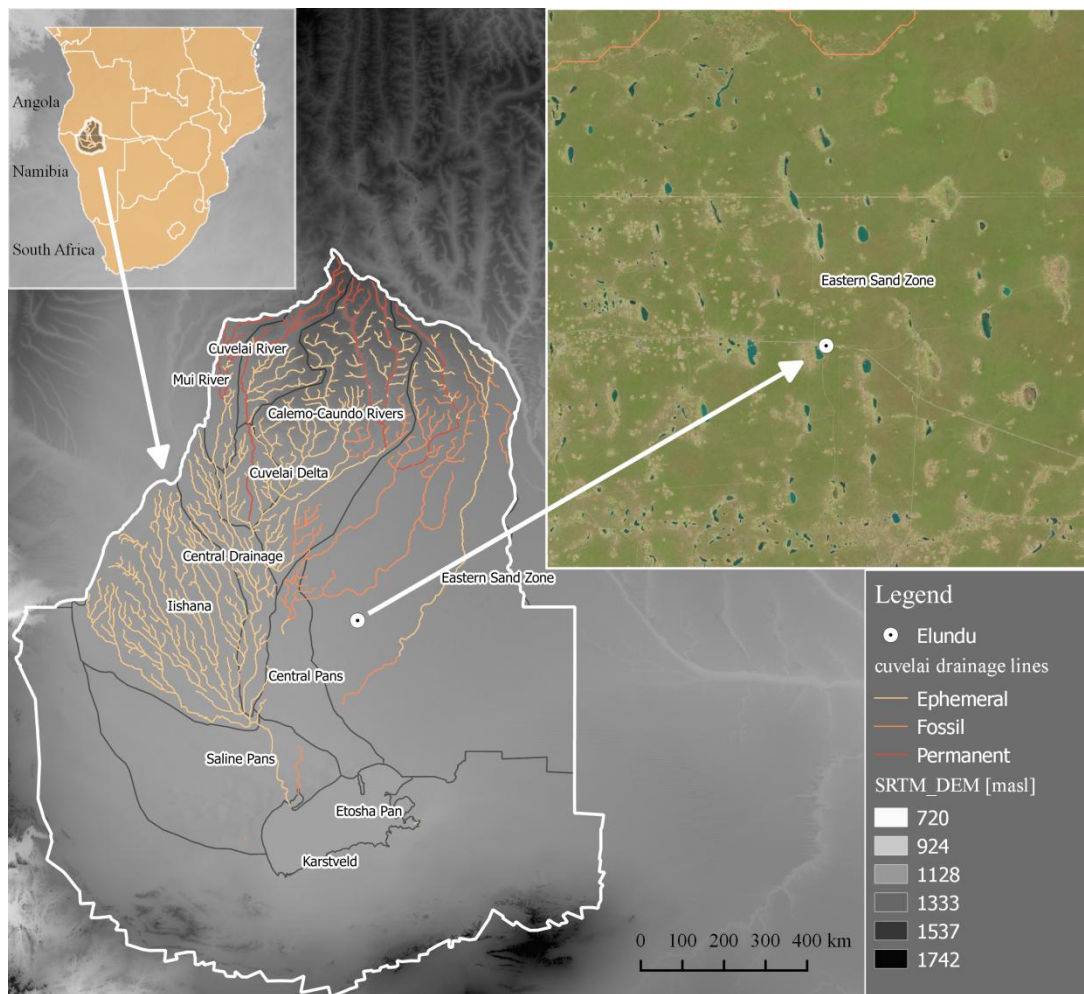 Angola
Namibia
South Africa
Eastern Sand Zone
Cuvelai River
Mui River
Calemo-Caundo Rivers
Cuvelai Delta
Central Drainage
Eastern Sand Zone
Iishana
Central Pans
Saline Pans
Etosha Pan
Karstveld
0 100 200 300 400 km
Legend
Elundu
cuvelai drainage lines
Ephemeral
Fossil
Permanent
SRTM_DEM [masl]
720
924
1128
1333
1537
1742